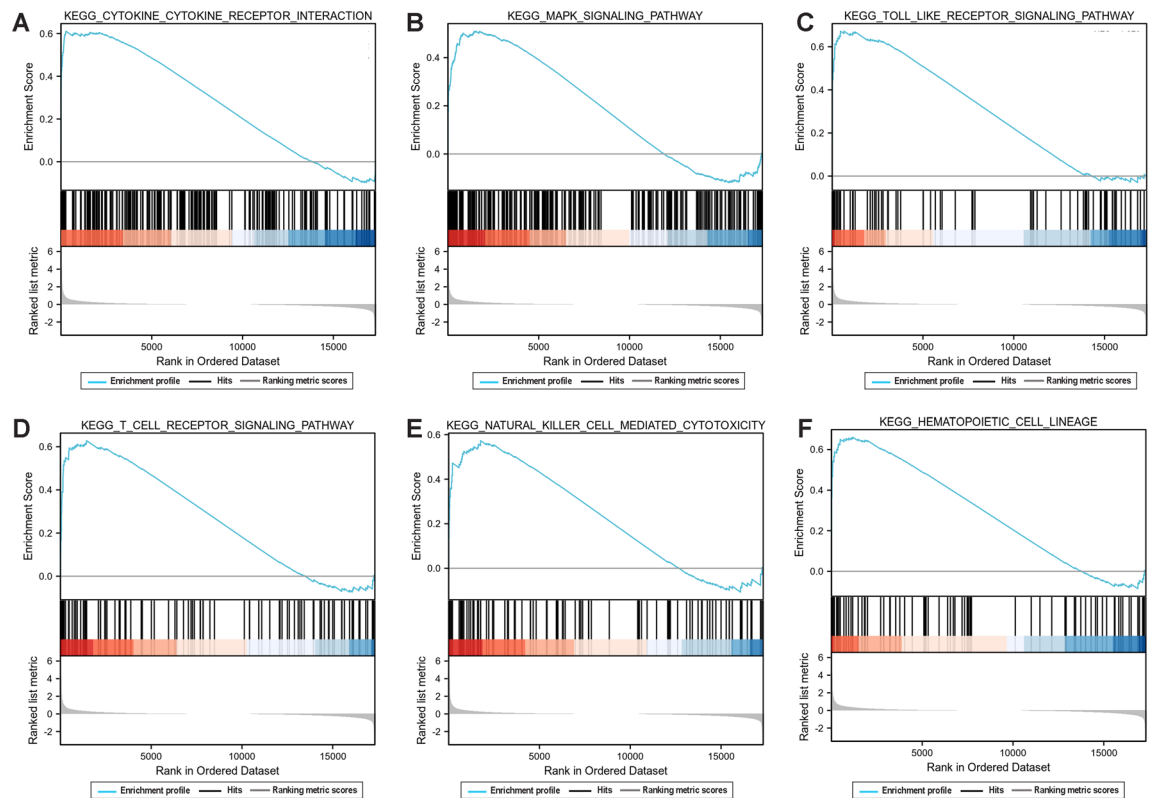 A
KEGG_CYTOKINE_CYTOKINE_RECEPTOR_INTERACTION
Enrichment Score
0.6
0.4
0.2
0.0
Ranked list metric
6
4
2
0
-2
5000 10000 15000
Rank in Ordered Dataset
Enrichment profile Hits Ranking metric scores
B
KEGG_MAPK_SIGNALING_PATHWAY
Enrichment Score
0.4
0.2
0.0
Ranked list metric
6
4
2
0
-2
5000 10000 15000
Rank in Ordered Dataset
Enrichment profile Hits Ranking metric scores
C
KEGG_TOLL_LIKE_RECEPTOR_SIGNALING_PATHWAY
Enrichment Score
0.6
0.4
0.2
0.0
Ranked list metric
6
4
2
0
-2
5000 10000 15000
Rank in Ordered Dataset
Enrichment profile Hits Ranking metric scores
D
KEGG_T_CELL_RECEPTOR_SIGNALING_PATHWAY
Enrichment Score
0.6
0.4
0.2
0.0
Ranked list metric
6
4
2
0
-2
5000 10000 15000
Rank in Ordered Dataset
Enrichment profile Hits Ranking metric scores
E
KEGG_NATURAL_KILLER_CELL_MEDIATED_CYTOTOXICITY
Enrichment Score
0.6
0.4
0.2
0.0
Ranked list metric
6
4
2
0
-2
5000 10000 15000
Rank in Ordered Dataset
Enrichment profile Hits Ranking metric scores
F
KEGG_HEMATOPOIETIC_CELL_LINEAGE
Enrichment Score
0.6
0.4
0.2
0.0
Ranked list metric
6
4
2
0
-2
5000 10000 15000
Rank in Ordered Dataset
Enrichment profile Hits Ranking metric scores